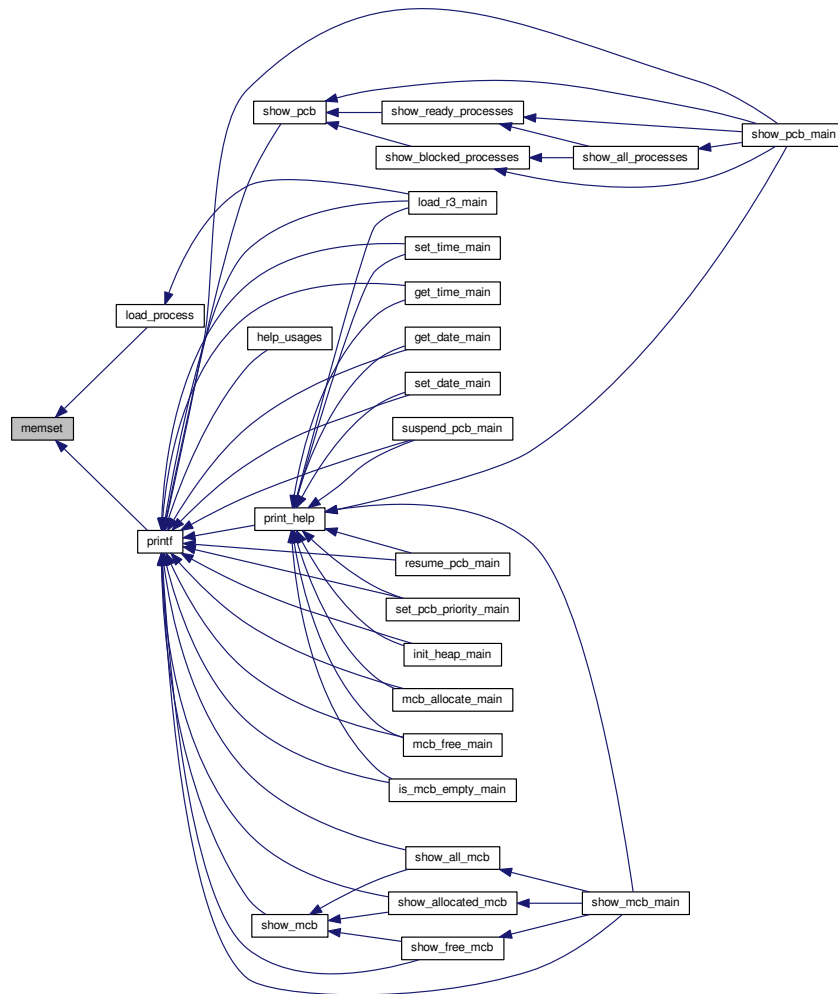 show_pcb
show_ready_processes
show_pcb_main
show_blocked_processes
show_all_processes
load_r3_main
set_time_main
get_time_main
load_process
help_usages
get_date_main
set_date_main
memset
suspend_pcb_main
print_help
printf
resume_pcb_main
set_pcb_priority_main
init_heap_main
mcb_allocate_main
mcb_free_main
is_mcb_empty_main
show_all_mcb
show_allocated_mcb
show_mcb_main
show_mcb
show_free_mcb